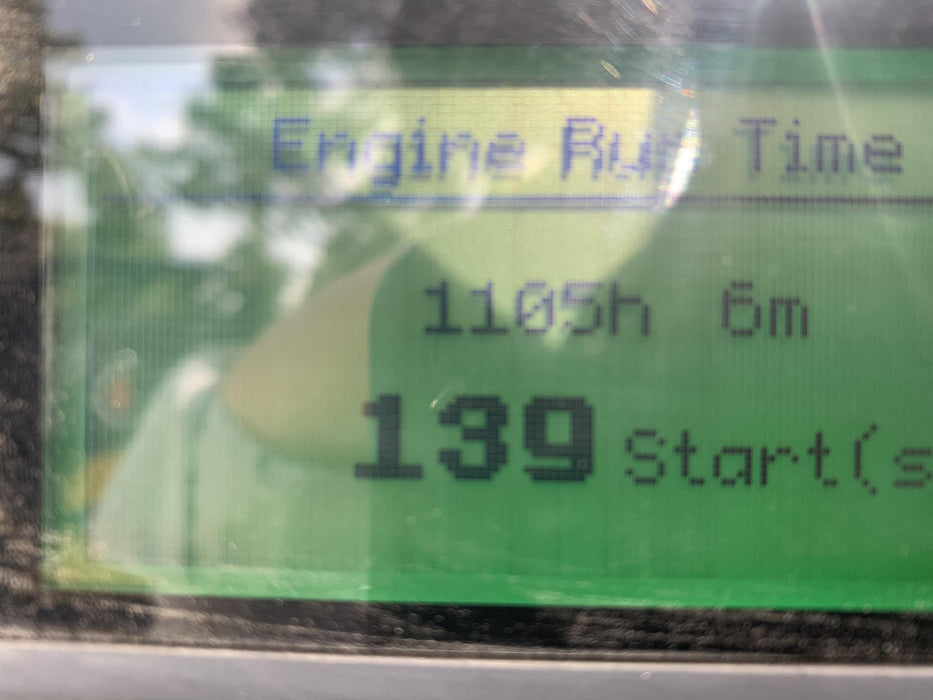 Engine Run Time
1105h 6m
139 Start(s